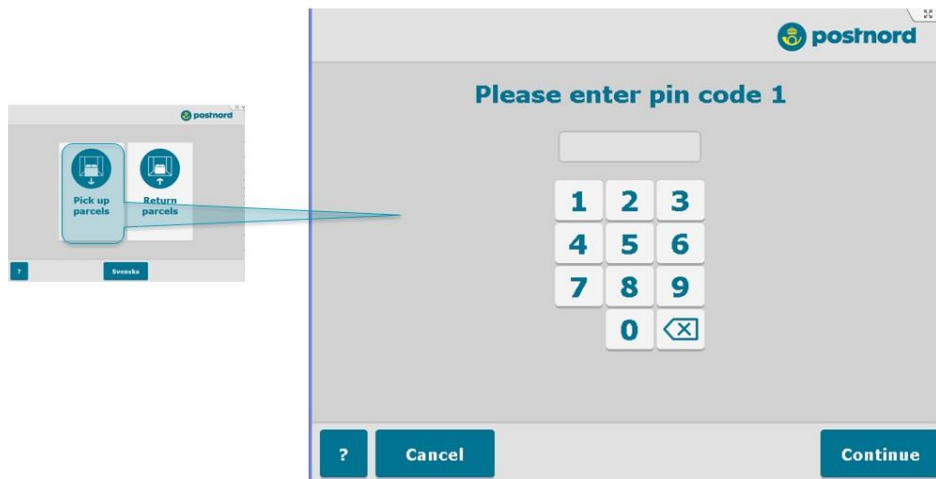 postnord
Pick up
parcels
Return
parcels
?
Svenska
postnord
Please enter pin code 1
1 2 3
4 5 6
7 8 9
0
? Cancel Continue